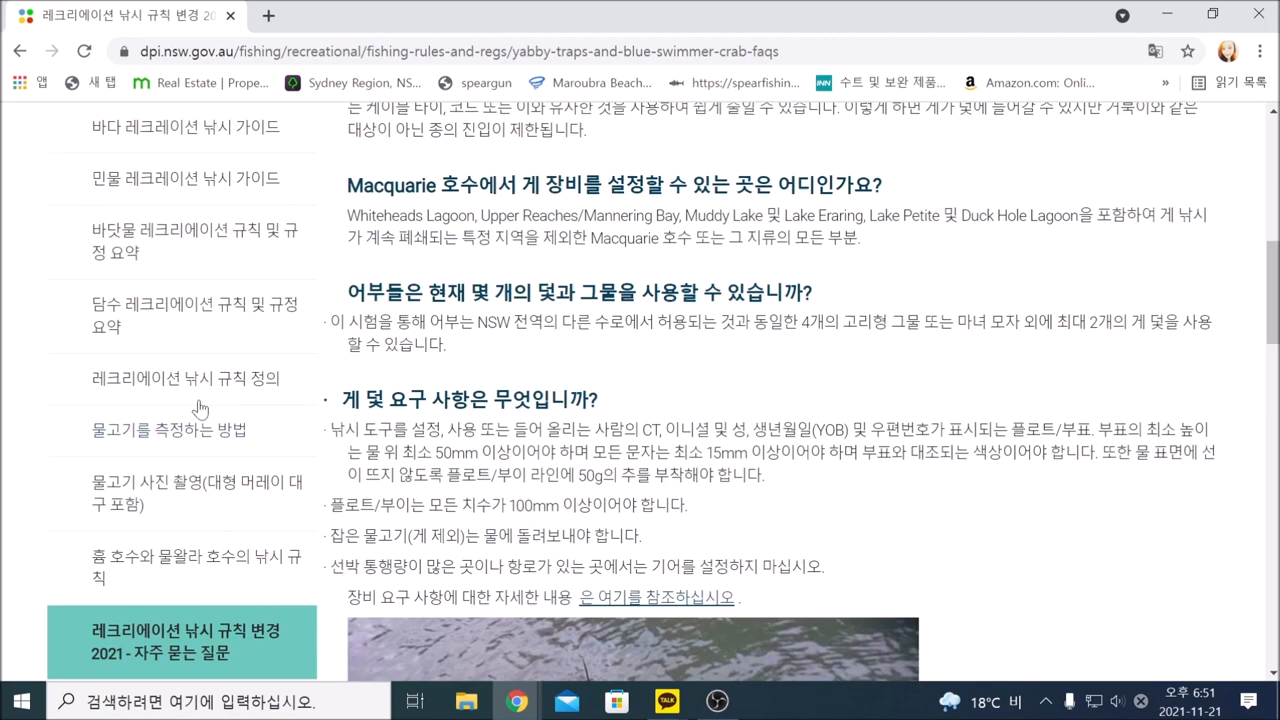 레크리에이션 낚시 규칙 변경 20
dpi.nsw.gov.au/fishing/recreational/fishing-rules-and-regs/yabby-traps-and-blue-swimmer-crab-faqs
앱
새 탭
Real Estate | Prope...
Sydney Region, NS...
speargun
Maroubra Beach...
https://spearfishin...
INN
수트 및 보완 제품...
Amazon.com: Onli...
»
읽기 목록
바다 레크레이션 낚시 가이드
민물 레크리에이션 낚시 가이드
바닷물 레크리에이션 규칙 및 규
정 요약
담수 레크리에이션 규칙 및 규정
요약
레크리에이션 낚시 규칙 정의
물고기를 측정하는 방법
물고기 사진 촬영(대형 머레이 대
구 포함)
흄 호수와 물왈라 호수의 낚시 규
칙
레크리에이션 낚시 규칙 변경
2021 - 자주 묻는 질문
는 케이블 타이, 코드 또는 이와 유사한 것을 사용하여 쉽게 줄일 수 있습니다. 이렇게 하면 게가 덫에 들어갈 수 있지만 거북이와 같은
대상이 아닌 종의 진입이 제한됩니다.
Macquarie 호수에서 게 장비를 설정할 수 있는 곳은 어디인가요?
Whiteheads Lagoon, Upper Reaches/Mannering Bay, Muddy Lake 및 Lake Eraring, Lake Petite 및 Duck Hole Lagoon을 포함하여 게 낚시
가 계속 폐쇄되는 특정 지역을 제외한 Macquarie 호수 또는 그 지류의 모든 부분.
어부들은 현재 몇 개의 덫과 그물을 사용할 수 있습니까?
· 이 시험을 통해 어부는 NSW 전역의 다른 수로에서 허용되는 것과 동일한 4개의 고리형 그물 또는 마녀 모자 외에 최대 2개의 게 덫을 사용
할 수 있습니다.
· 게 덫 요구 사항은 무엇입니까?
· 낚시 도구를 설정, 사용 또는 들어 올리는 사람의 CT, 이니셜 및 성, 생년월일(YOB) 및 우편번호가 표시되는 플로트/부표. 부표의 최소 높이
는 물 위 최소 50mm 이상이어야 하며 모든 문자는 최소 15mm 이상이어야 하며 부표와 대조되는 색상이어야 합니다. 또한 물 표면에 선
이 뜨지 않도록 플로트/부이 라인에 50g의 추를 부착해야 합니다.
· 플로트/부이는 모든 치수가 100mm 이상이어야 합니다.
· 잡은 물고기(게 제외)는 물에 돌려보내야 합니다.
· 선박 통행량이 많은 곳이나 항로가 있는 곳에서는 기어를 설정하지 마십시오.
장비 요구 사항에 대한 자세한 내용 은 여기를 참조하십시오 .
검색하려면 여기에 입력하십시오.
TALK
18°C 비
오후 6:51
2021-11-21